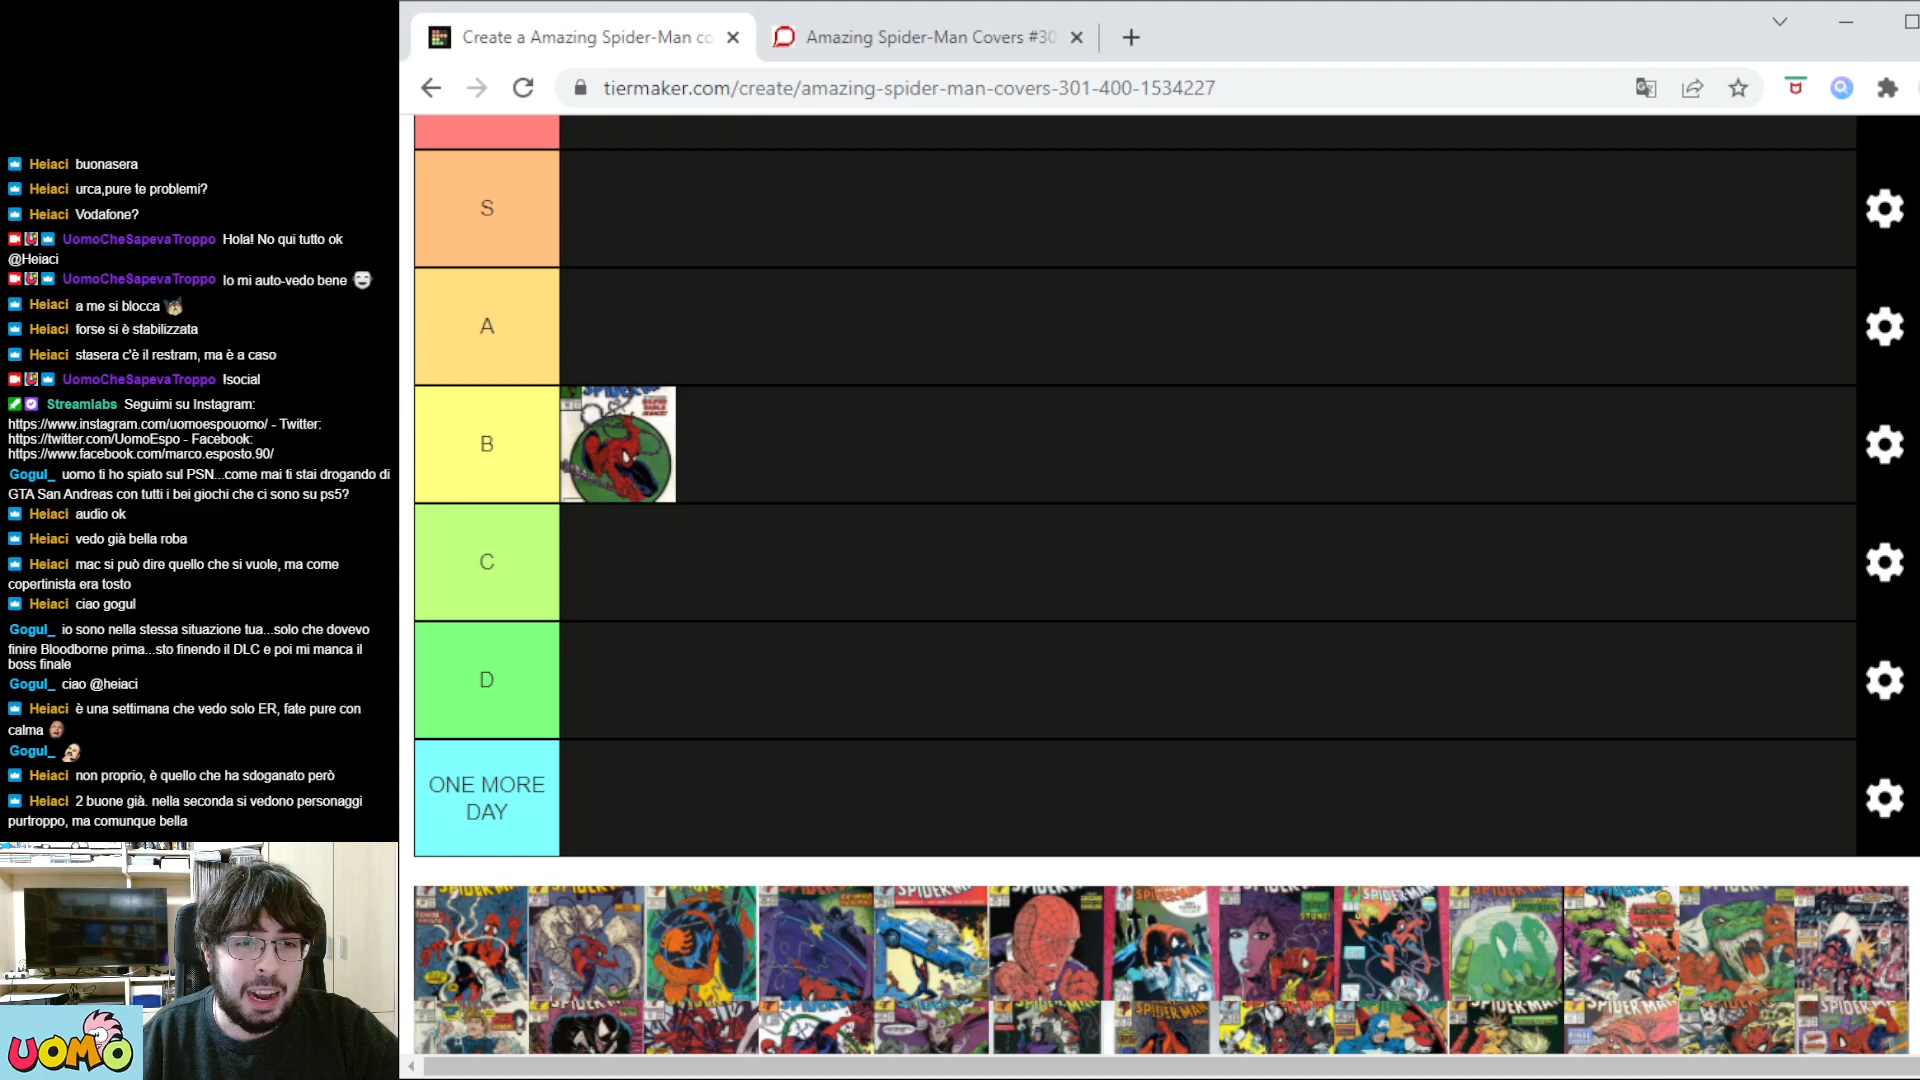 Create a Amazing Spider-Man co
Amazing Spider-Man Covers #30
tiermaker.com/create/amazing-spider-man-covers-301-400-1534227
Heiaci buonasera
Heiaci urca,pure te problemi?
Heiaci Vodafone?
UomoCheSapevaTroppo Hola! No qui tutto ok
@Heiaci
UomoCheSapevaTroppo Io mi auto-vedo bene
Heiaci a me si blocca
Heiaci forse si è stabilizzata
Heiaci stasera c'è il restram, ma è a caso
UomoCheSapevaTroppo !social
Streamlabs Seguimi su Instagram:
https://www.instagram.com/uomoespouomo/ - Twitter:
https://twitter.com/UomoEspo - Facebook:
https://www.facebook.com/marco.esposto.90/
Gogul_ uomo ti ho spiato sul PSN...come mai ti stai drogando di
GTA San Andreas con tutti i bei giochi che ci sono su ps5?
Heiaci audio ok
Heiaci vedo già bella roba
Heiaci mac si può dire quello che si vuole, ma come
copertinista era tosto
Heiaci ciao gogul
Gogul_ io sono nella stessa situazione tua...solo che dovevo
finire Bloodborne prima...sto finendo il DLC e poi mi manca il
boss finale
Gogul_ ciao @heiaci
Heiaci è una settimana che vedo solo ER, fate pure con
calma
Gogul_
Heiaci non proprio, è quello che ha sdoganato però
Heiaci 2 buone già. nella seconda si vedono personaggi
purtroppo, ma comunque bella
UOMO
S
A
B
C
D
ONE MORE
DAY